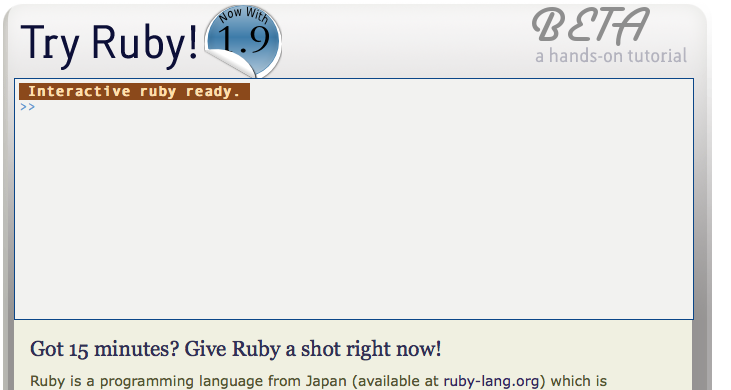 Try Ruby!
Now With
1.9
BETA
a hands-on tutorial
Interactive ruby ready.
>>
Got 15 minutes? Give Ruby a shot right now!
Ruby is a programming language from Japan (available at ruby-lang.org) which is